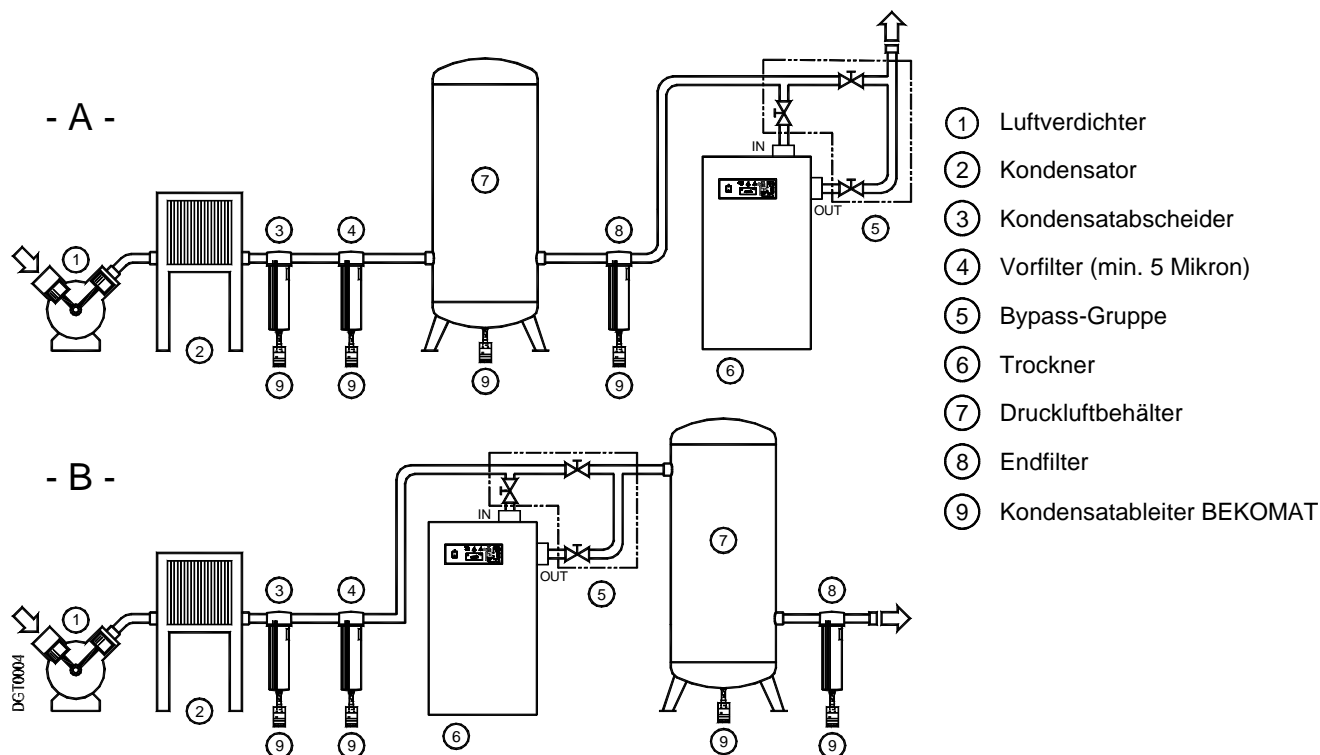 - A -
1
2
3
4
9
9
7
9
8
9
IN
OUT
5
6
- B -
1
2
3
4
9
9
IN
OUT
5
6
7
9
8
9
DGT0004
1 Luftverdichter
2 Kondensator
3 Kondensatabscheider
4 Vorfilter (min. 5 Mikron)
5 Bypass-Gruppe
6 Trockner
7 Druckluftbehälter
8 Endfilter
9 Kondensatableiter BEKOMAT